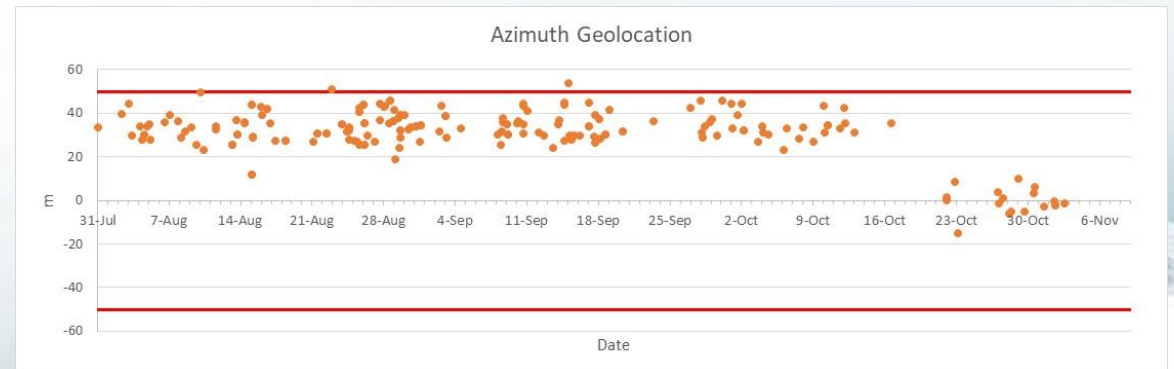 Azimuth Geolocation
60
40
20
0
-20
-40
-60
m
31-Jul 7-Aug 14-Aug 21-Aug 28-Aug 4-Sep 11-Sep 18-Sep 25-Sep 2-Oct 9-Oct 16-Oct 23-Oct 30-Oct 6-Nov
Date